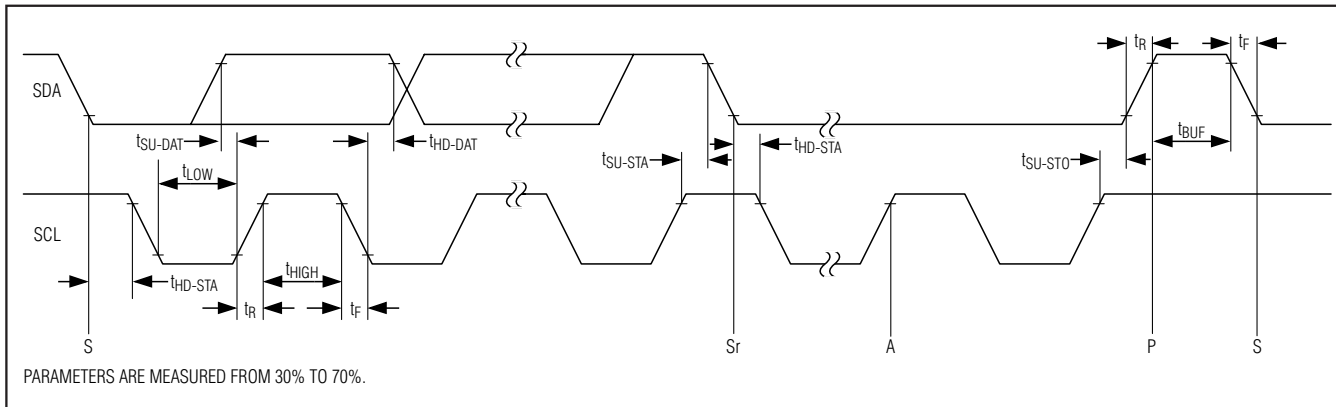 tR
tF
SDA
tSU-DAT
tHD-DAT
tSU-STA
tHD-STA
tSU-STO
tBUF
tLOW
SCL
tHD-STA
tR
tHIGH
tF
S
Sr
A
P
S
PARAMETERS ARE MEASURED FROM 30% TO 70%.